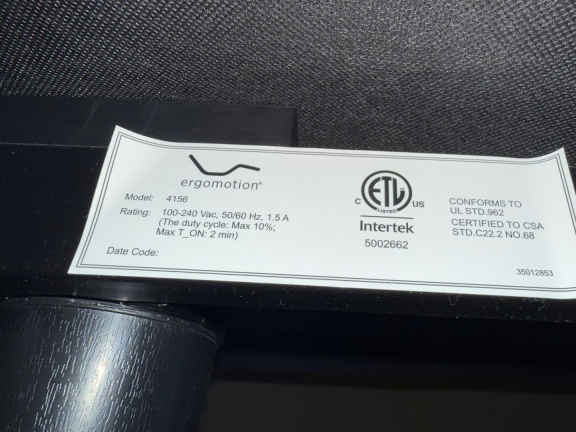 ergomotion®
Model: 4156
Rating: 100-240 Vac, 50/60 Hz, 1.5 A
(The duty cycle: Max 10%;
Max T_ON: 2 min)
Date Code:
C ETL US
LISTED
Intertek
5002662
CONFORMS TO
UL STD.962
CERTIFIED TO CSA
STD.C22.2 NO.68
35012853